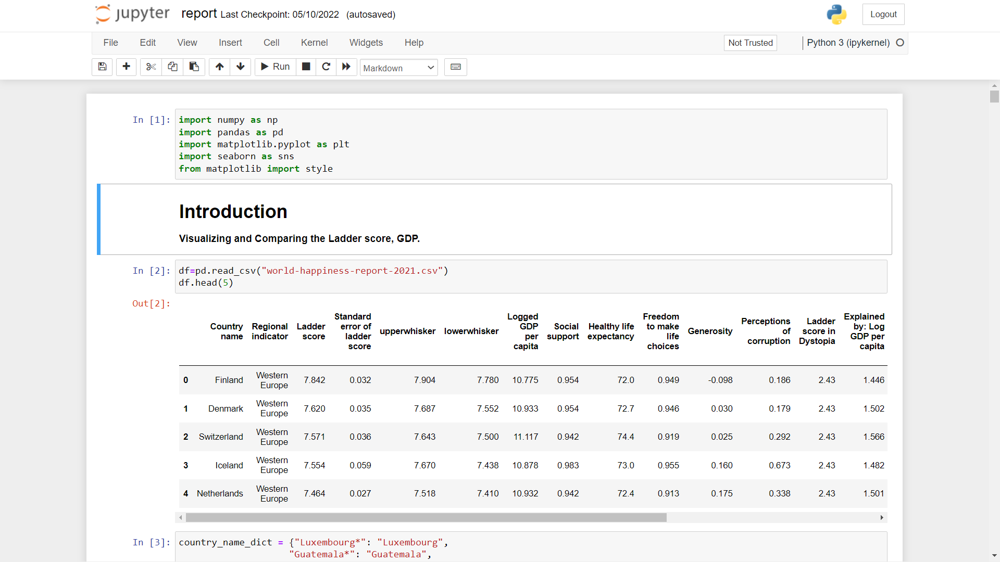 jupyter report Last Checkpoint: 05/10/2022 (autosaved) Logout
File Edit View Insert Cell Kernel Widgets Help Not Trusted Python 3 (ipykernel)
Run Markdown
In [1]: import numpy as np
import pandas as pd
import matplotlib.pyplot as plt
import seaborn as sns
from matplotlib import style
Introduction
Visualizing and Comparing the Ladder score, GDP.
In [2]: df=pd.read_csv("world-happiness-report-2021.csv")
df.head(5)
Out[2]:
Country name Regional indicator Ladder score Standard error of ladder score upperwhisker lowerwhisker Logged GDP per capita Social support Healthy life expectancy Freedom to make life choices Generosity Perceptions of corruption Ladder score in Dystopia Explained by: Log GDP per capita
0 Finland Western Europe 7.842 0.032 7.904 7.780 10.775 0.954 72.0 0.949 -0.098 0.186 2.43 1.446
1 Denmark Western Europe 7.620 0.035 7.687 7.552 10.933 0.954 72.7 0.946 0.030 0.179 2.43 1.502
2 Switzerland Western Europe 7.571 0.036 7.643 7.500 11.117 0.942 74.4 0.919 0.025 0.292 2.43 1.566
3 Iceland Western Europe 7.554 0.059 7.670 7.438 10.878 0.983 73.0 0.955 0.160 0.673 2.43 1.482
4 Netherlands Western Europe 7.464 0.027 7.518 7.410 10.932 0.942 72.4 0.913 0.175 0.338 2.43 1.501
In [3]: country_name_dict = {"Luxembourg*": "Luxembourg",
"Guatemala*": "Guatemala",